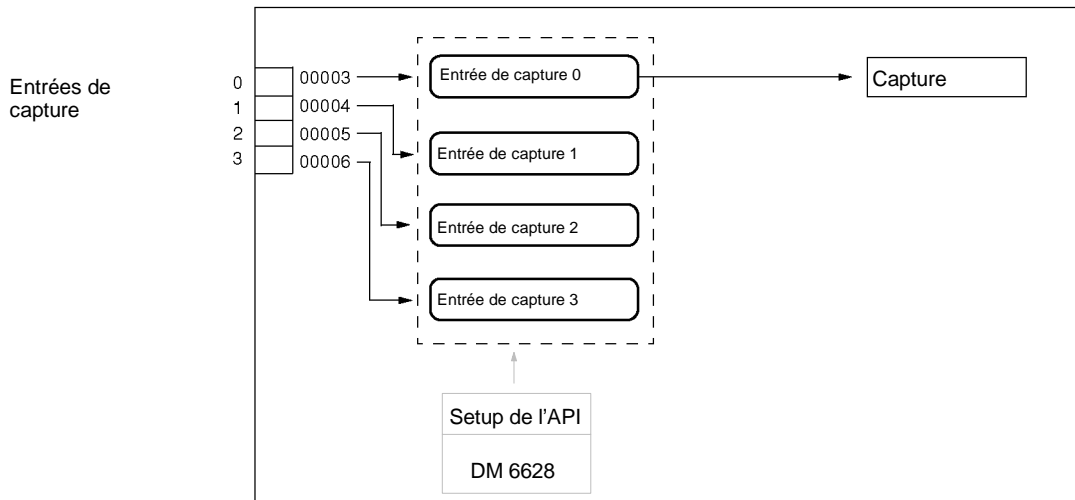 Entrées de
capture
0
00003
1
00004
2
00005
3
00006
Entrée de capture 0
Entrée de capture 1
Entrée de capture 2
Entrée de capture 3
Capture
Setup de l’API
DM 6628